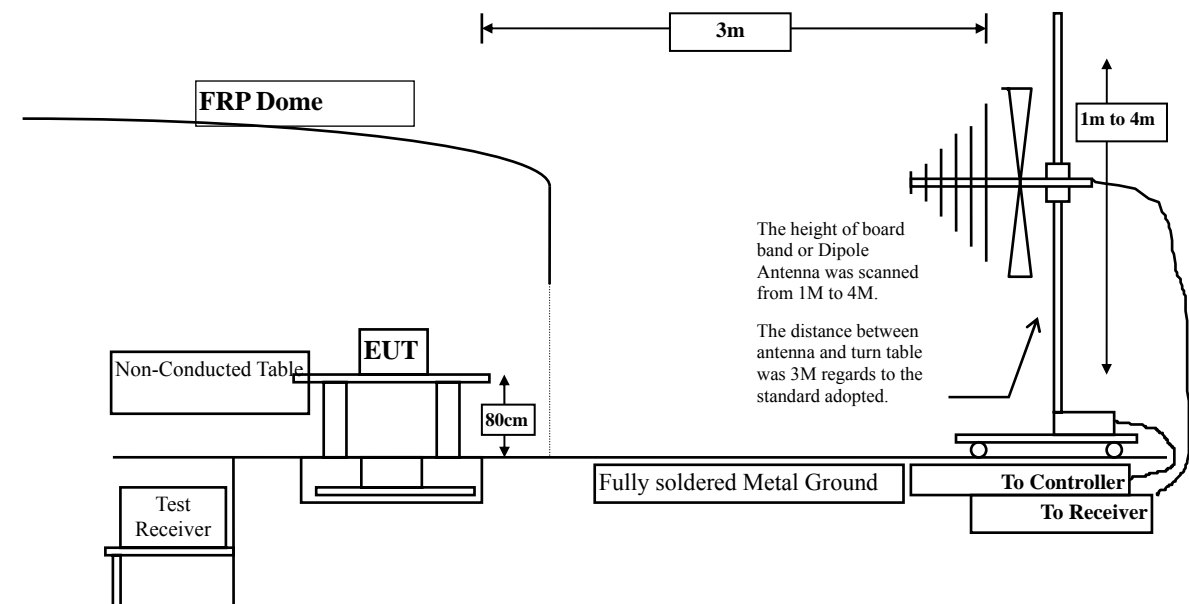 3m
FRP Dome
1m to 4m
The height of board
band or Dipole
Antenna was scanned
from 1M to 4M.
The distance between
antenna and turn table
was 3M regards to the
standard adopted.
EUT
Non-Conducted Table
80cm
Fully soldered Metal Ground
To Controller
To Receiver
Test
Receiver